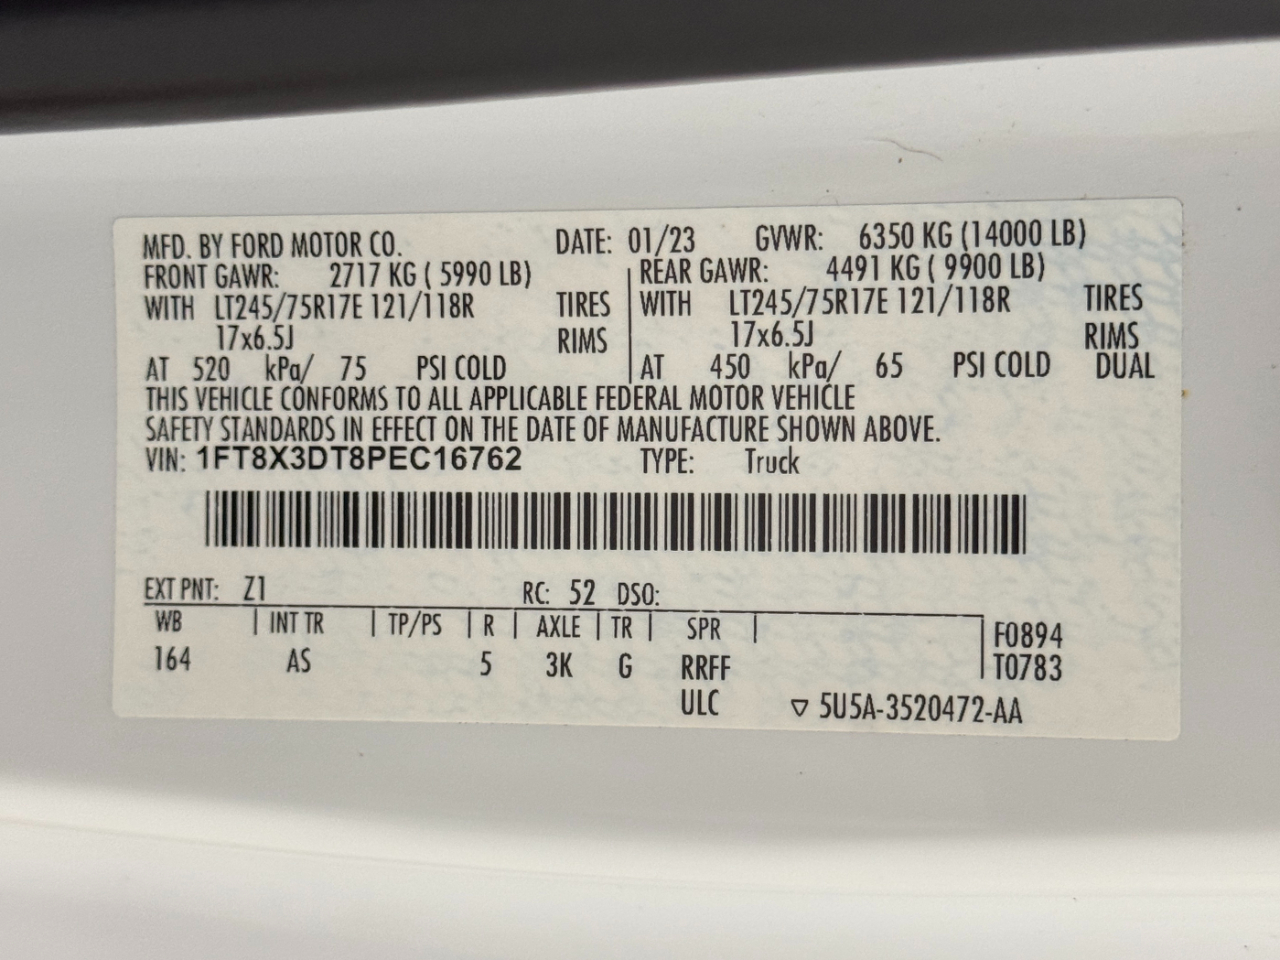 MFD. BY FORD MOTOR CO. DATE: 01/23 GVWR: 6350 KG (14000 LB)
FRONT GAWR: 2717 KG ( 5990 LB) REAR GAWR: 4491 KG ( 9900 LB)
WITH LT245/75R17E 121/118R TIRES WITH LT245/75R17E 121/118R TIRES
17x6.5J RIMS 17x6.5J RIMS
AT 520 kPa/ 75 PSI COLD AT 450 kPa/ 65 PSI COLD DUAL
THIS VEHICLE CONFORMS TO ALL APPLICABLE FEDERAL MOTOR VEHICLE
SAFETY STANDARDS IN EFFECT ON THE DATE OF MANUFACTURE SHOWN ABOVE.
VIN: 1FT8X3DT8PEC16762 TYPE: Truck
EXT PNT: Z1 RC: 52 DSO:
WB | INT TR | TP/PS | R | AXLE | TR | SPR | F0894
164 AS 5 3K G RRFF T0783
ULC ▽ 5U5A-3520472-AA